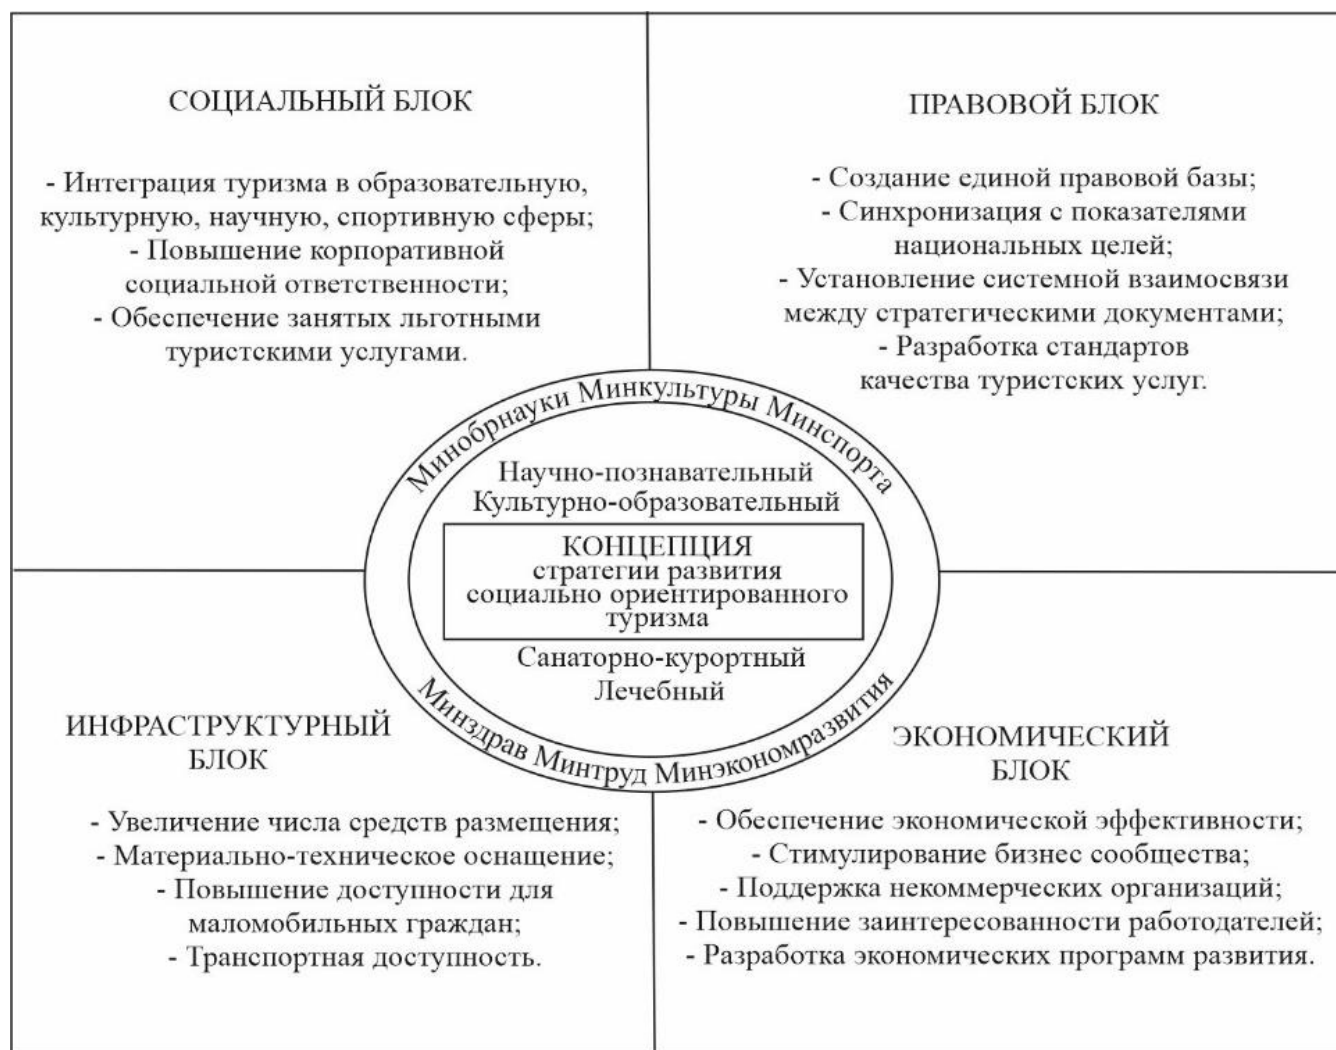 СОЦИАЛЬНЫЙ БЛОК
- Интеграция туризма в образовательную,
культурную, научную, спортивную сферы;
- Повышение корпоративной
социальной ответственности;
- Обеспечение занятых льготными
туристскими услугами.
ПРАВОВОЙ БЛОК
- Создание единой правовой базы;
- Синхронизация с показателями
национальных целей;
- Установление системной взаимосвязи
между стратегическими документами;
- Разработка стандартов
качества туристских услуг.
Минобрнауки Минкультуры Минспорта
Научно-познавательный
Культурно-образовательный
КОНЦЕПЦИЯ
стратегии развития
социально ориентированного
туризма
Санаторно-курортный
Лечебный
Минздрав Минтруд Минэкономразвития
ИНФРАСТРУКТУРНЫЙ
БЛОК
- Увеличение числа средств размещения;
- Материально-техническое оснащение;
- Повышение доступности для
маломобильных граждан;
- Транспортная доступность.
ЭКОНОМИЧЕСКИЙ
БЛОК
- Обеспечение экономической эффективности;
- Стимулирование бизнес сообщества;
- Поддержка некоммерческих организаций;
- Повышение заинтересованности работодателей;
- Разработка экономических программ развития.